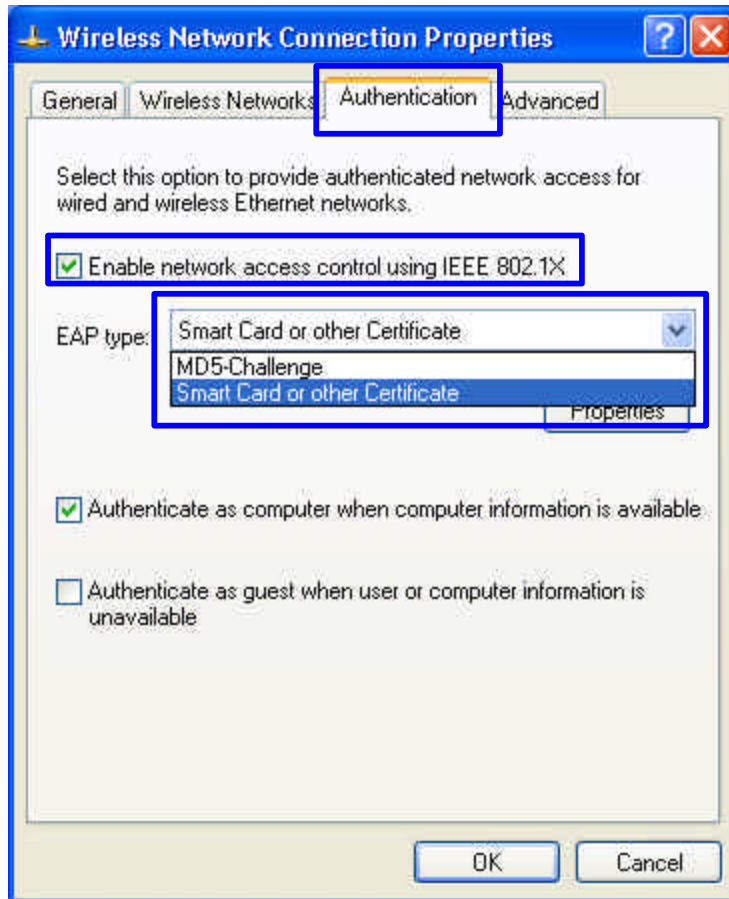 Wireless Network Connection Properties
General Wireless Networks Authentication Advanced
Select this option to provide authenticated network access for
wired and wireless Ethernet networks.
Enable network access control using IEEE 802.1X
EAP type: Smart Card or other Certificate
MD5-Challenge
Smart Card or other Certificate
Properties
Authenticate as computer when computer information is available
Authenticate as guest when user or computer information is
unavailable
OK Cancel